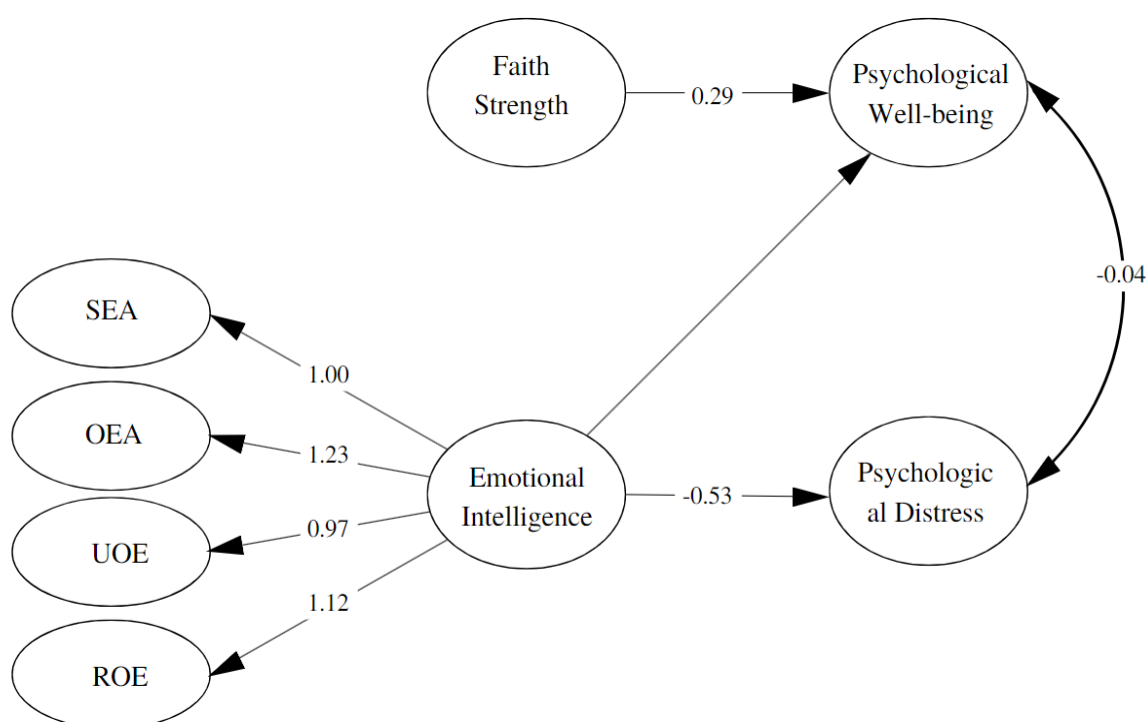 Faith
Strength
0.29
Psychological
Well-being
-0.04
SEA
1.00
OEA
1.23
UOE
0.97
ROE
1.12
Emotional
Intelligence
-0.53
Psychologic
al Distress